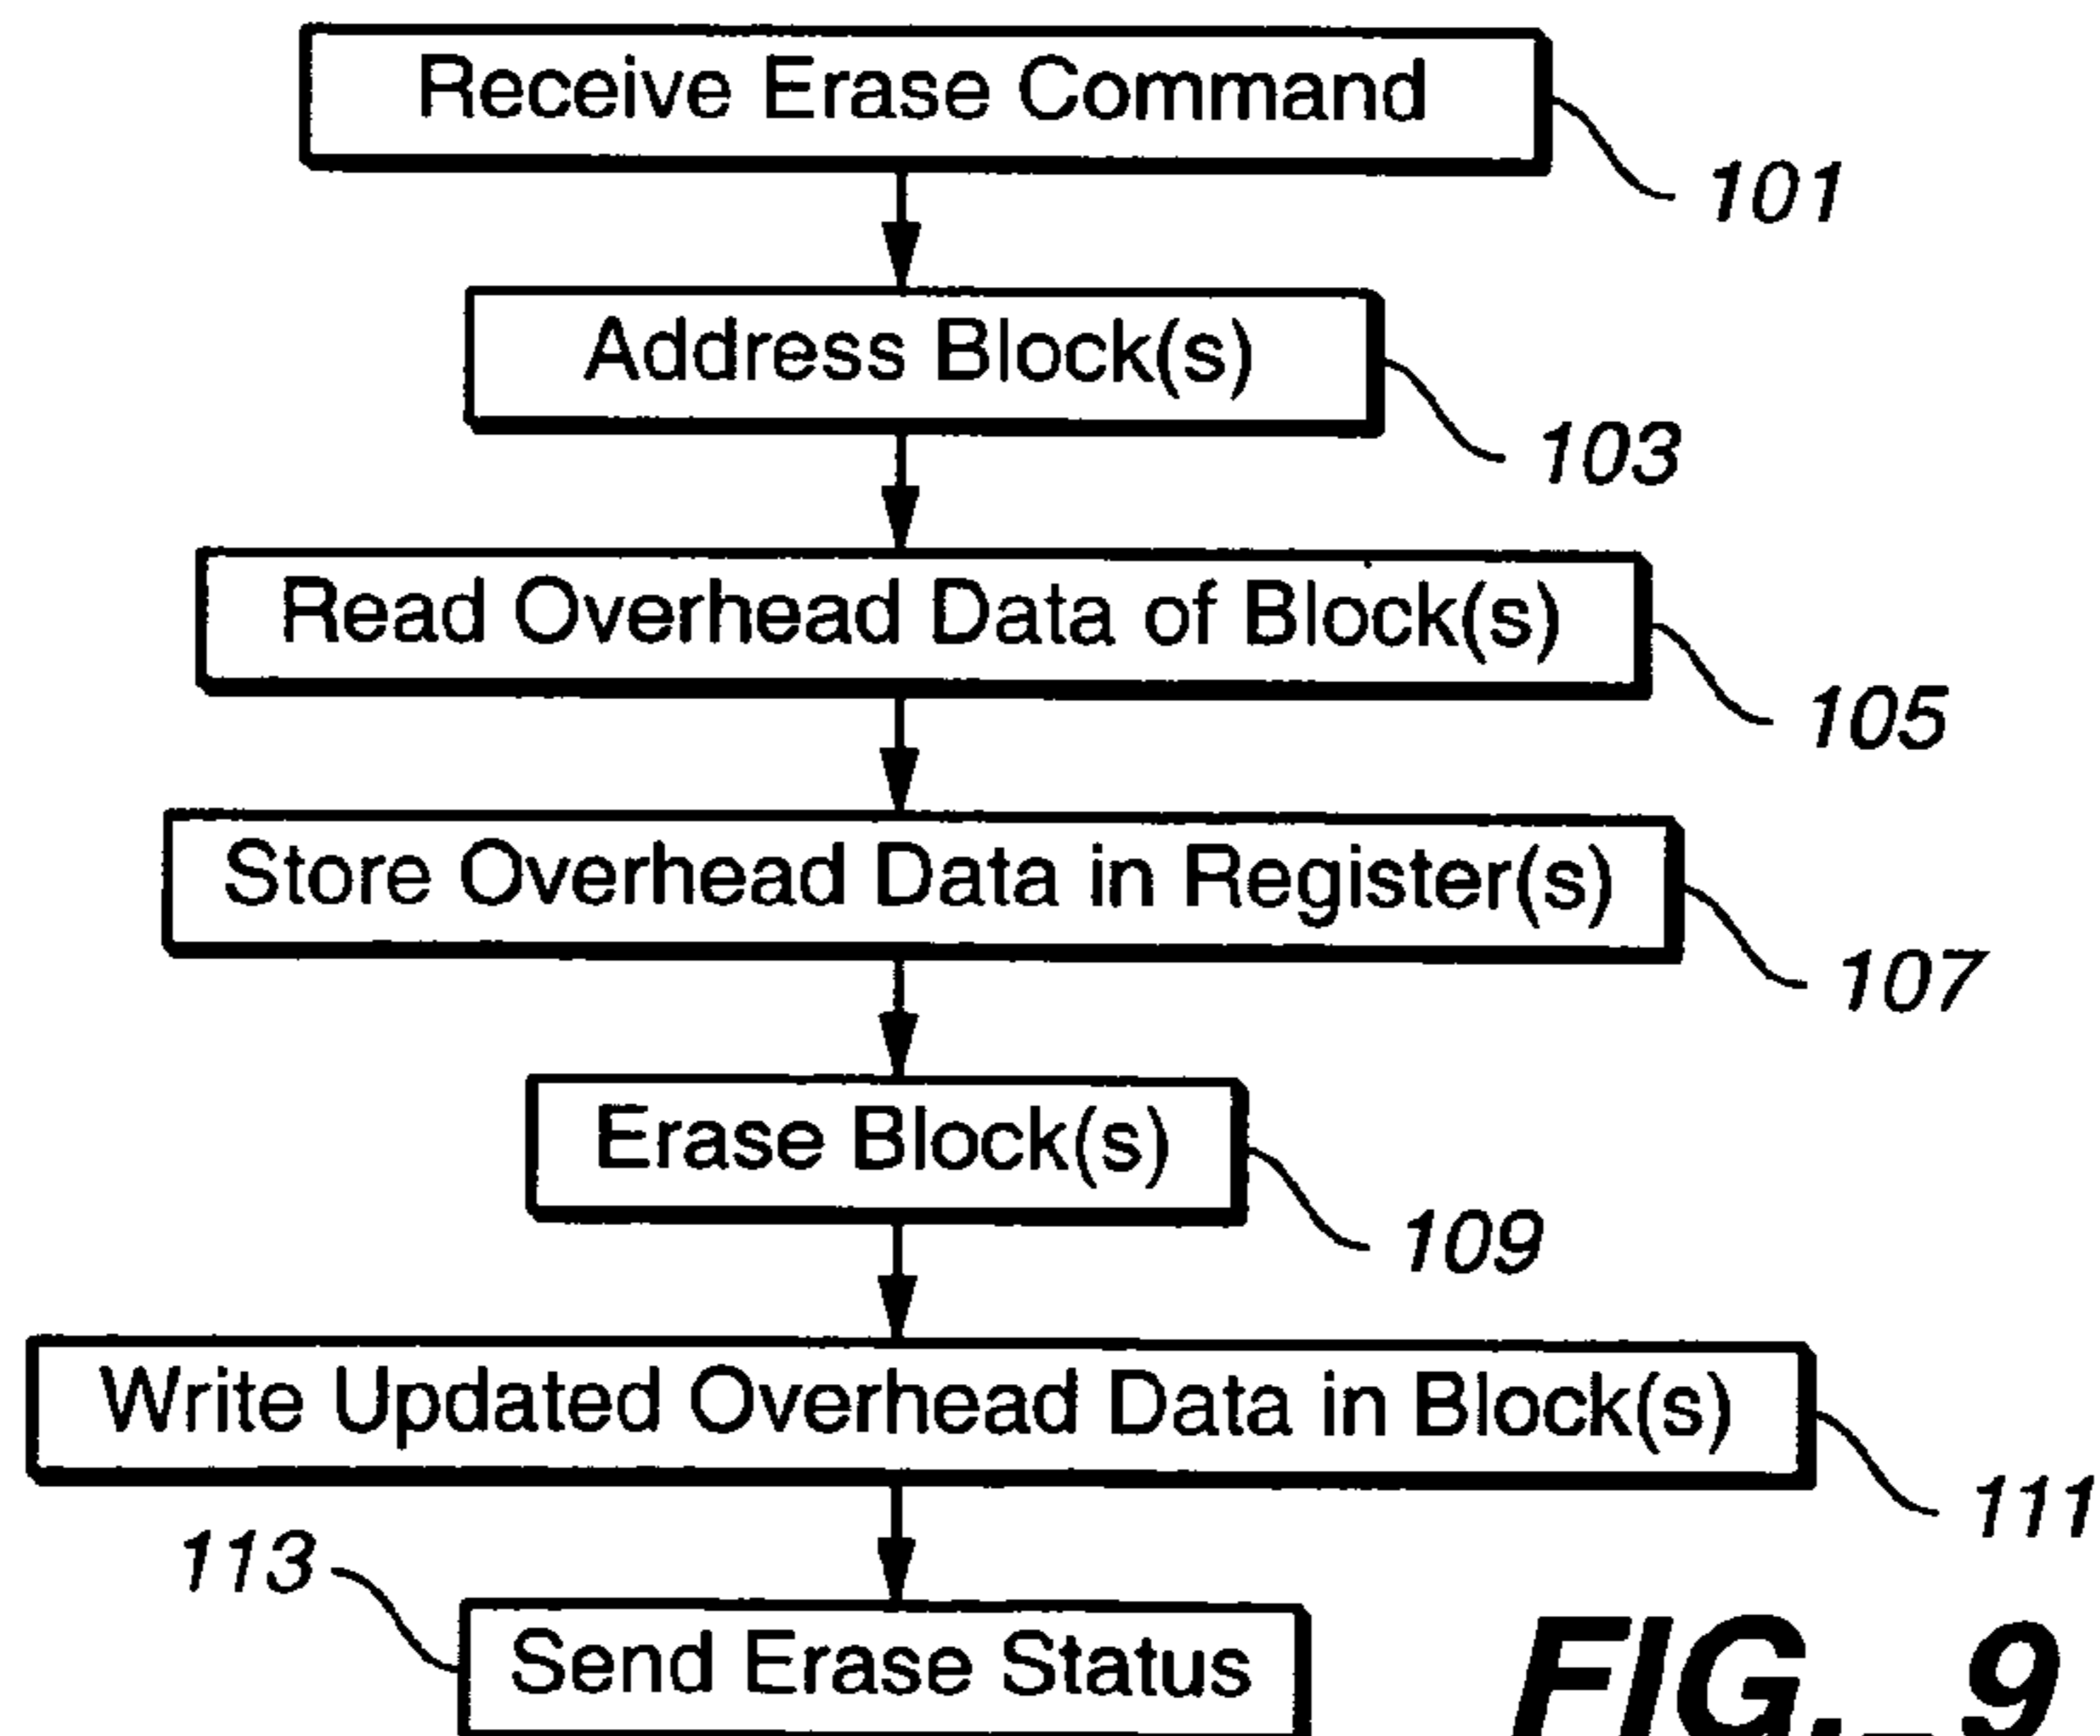 Receive Erase Command
101
Address Block(s)
103
Read Overhead Data of Block(s)
105
Store Overhead Data in Register(s)
107
Erase Block(s)
109
Write Updated Overhead Data in Block(s)
111
113
Send Erase Status
FIG._9